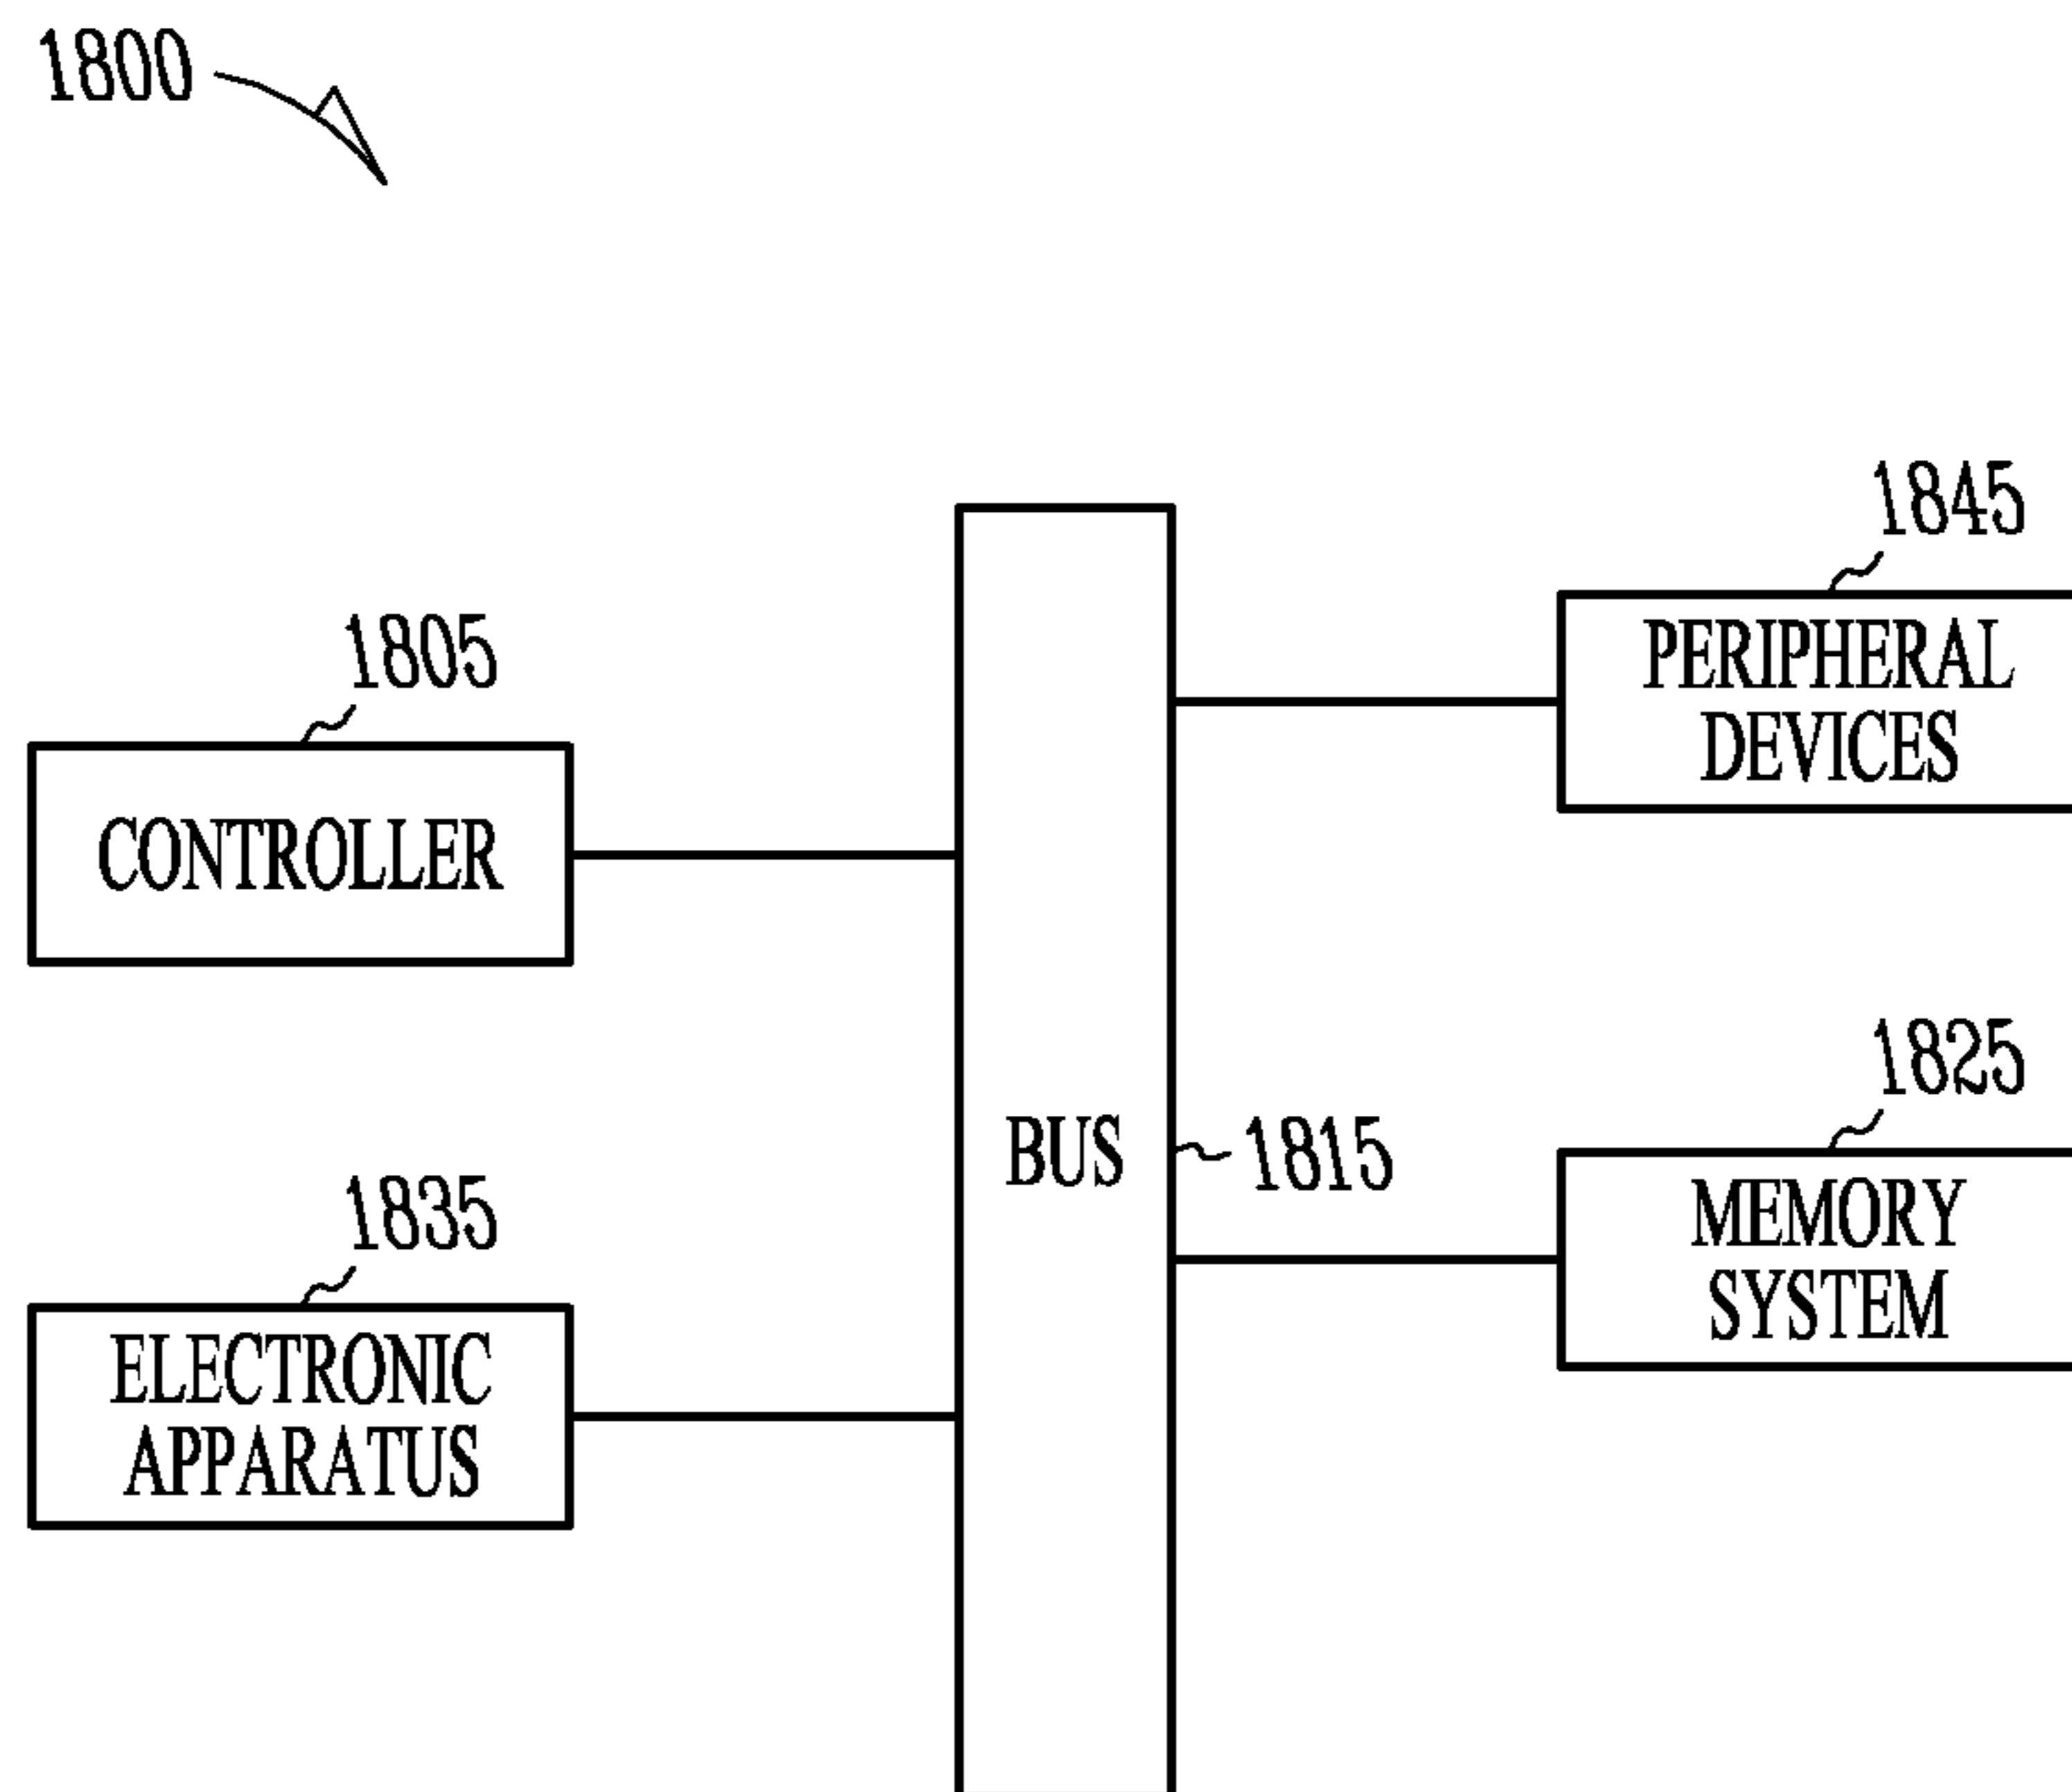 1800
1845
PERIPHERAL
DEVICES
1805
CONTROLLER
1825
MEMORY
SYSTEM
BUS
1815
1835
ELECTRONIC
APPARATUS